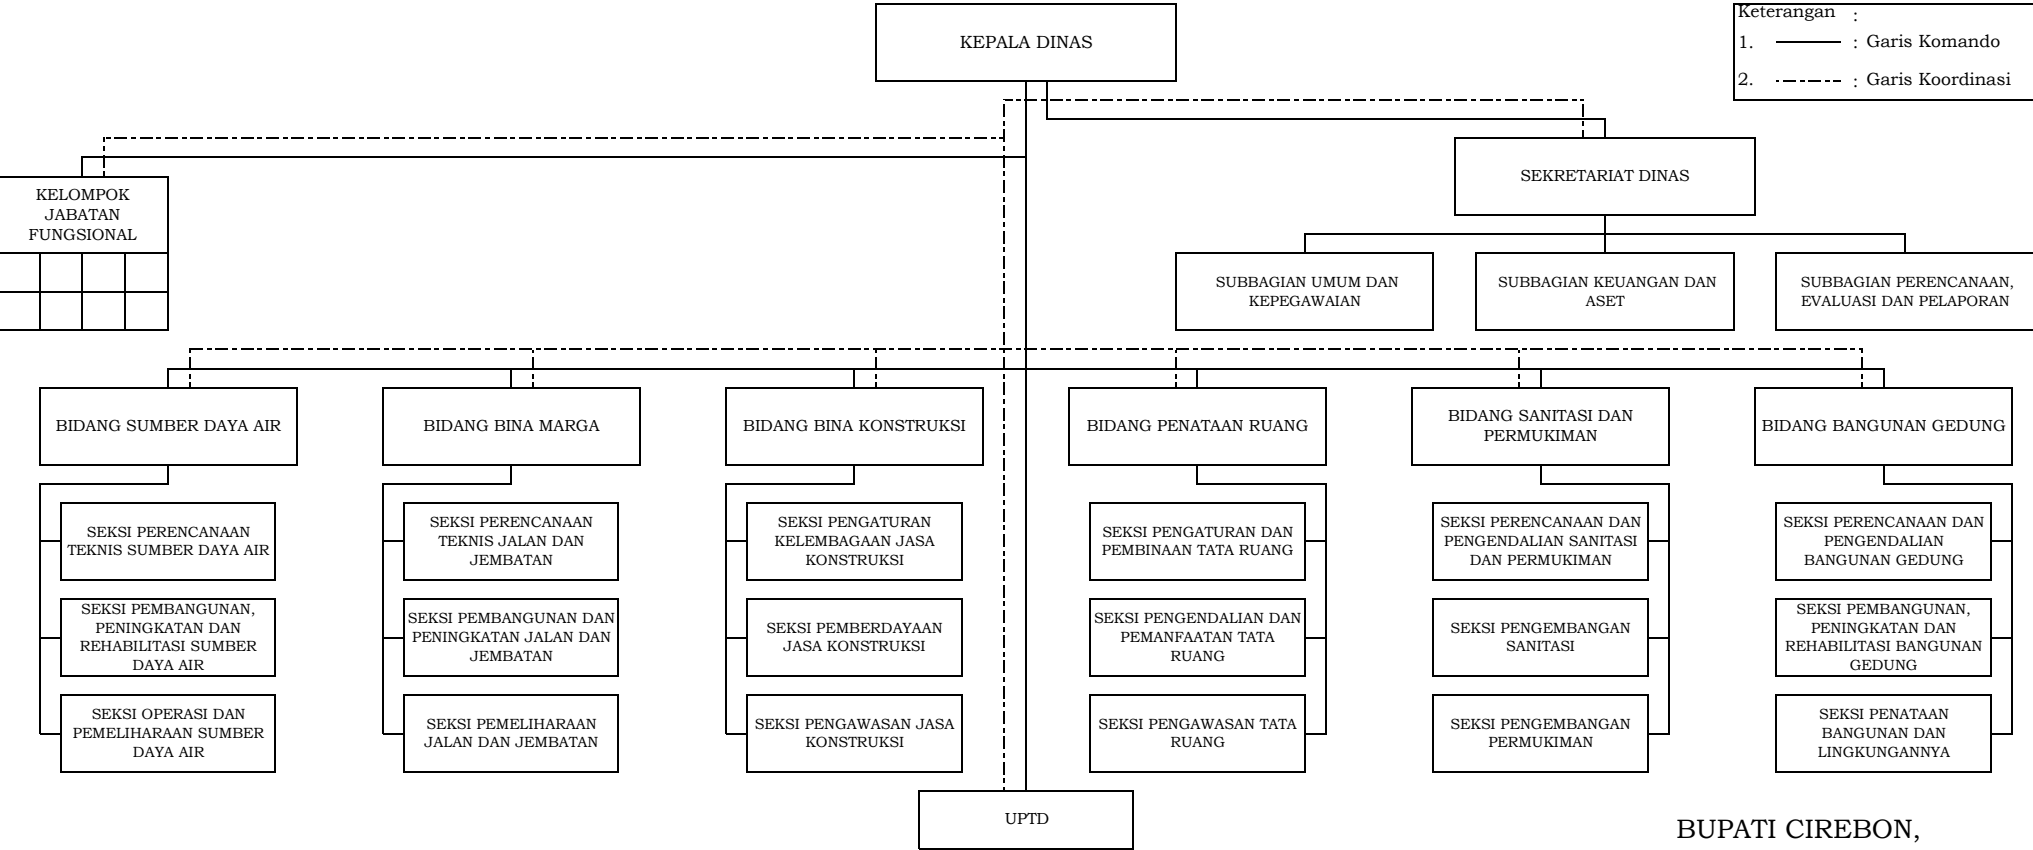 KEPALA DINAS
Keterangan :
1. : Garis Komando
2. : Garis Koordinasi
SEKRETARIAT DINAS
KELOMPOK
JABATAN
FUNGSIONAL
SUBBAGIAN UMUM DAN
KEPEGAWAIAN
SUBBAGIAN KEUANGAN DAN
ASET
SUBBAGIAN PERENCANAAN,
EVALUASI DAN PELAPORAN
BIDANG SUMBER DAYA AIR
BIDANG BINA MARGA
BIDANG BINA KONSTRUKSI
BIDANG PENATAAN RUANG
BIDANG SANITASI DAN
PERMUKIMAN
BIDANG BANGUNAN GEDUNG
SEKSI PERENCANAAN
TEKNIS SUMBER DAYA AIR
SEKSI PERENCANAAN
TEKNIS JALAN DAN
JEMBATAN
SEKSI PENGATURAN
KELEMBAGAAN JASA
KONSTRUKSI
SEKSI PENGATURAN DAN
PEMBINAAN TATA RUANG
SEKSI PERENCANAAN DAN
PENGENDALIAN SANITASI
DAN PERMUKIMAN
SEKSI PERENCANAAN DAN
PENGENDALIAN
BANGUNAN GEDUNG
SEKSI PEMBANGUNAN,
PENINGKATAN DAN
REHABILITASI SUMBER
DAYA AIR
SEKSI PEMBANGUNAN DAN
PENINGKATAN JALAN DAN
JEMBATAN
SEKSI PEMBERDAYAAN
JASA KONSTRUKSI
SEKSI PENGENDALIAN DAN
PEMANFAATAN TATA
RUANG
SEKSI PENGEMBANGAN
SANITASI
SEKSI PEMBANGUNAN,
PENINGKATAN DAN
REHABILITASI BANGUNAN
GEDUNG
SEKSI OPERASI DAN
PEMELIHARAAN SUMBER
DAYA AIR
SEKSI PEMELIHARAAN
JALAN DAN JEMBATAN
SEKSI PENGAWASAN JASA
KONSTRUKSI
SEKSI PENGAWASAN TATA
RUANG
SEKSI PENGEMBANGAN
PERMUKIMAN
SEKSI PENATAAN
BANGUNAN DAN
LINGKUNGANNYA
UPTD
BUPATI CIREBON,